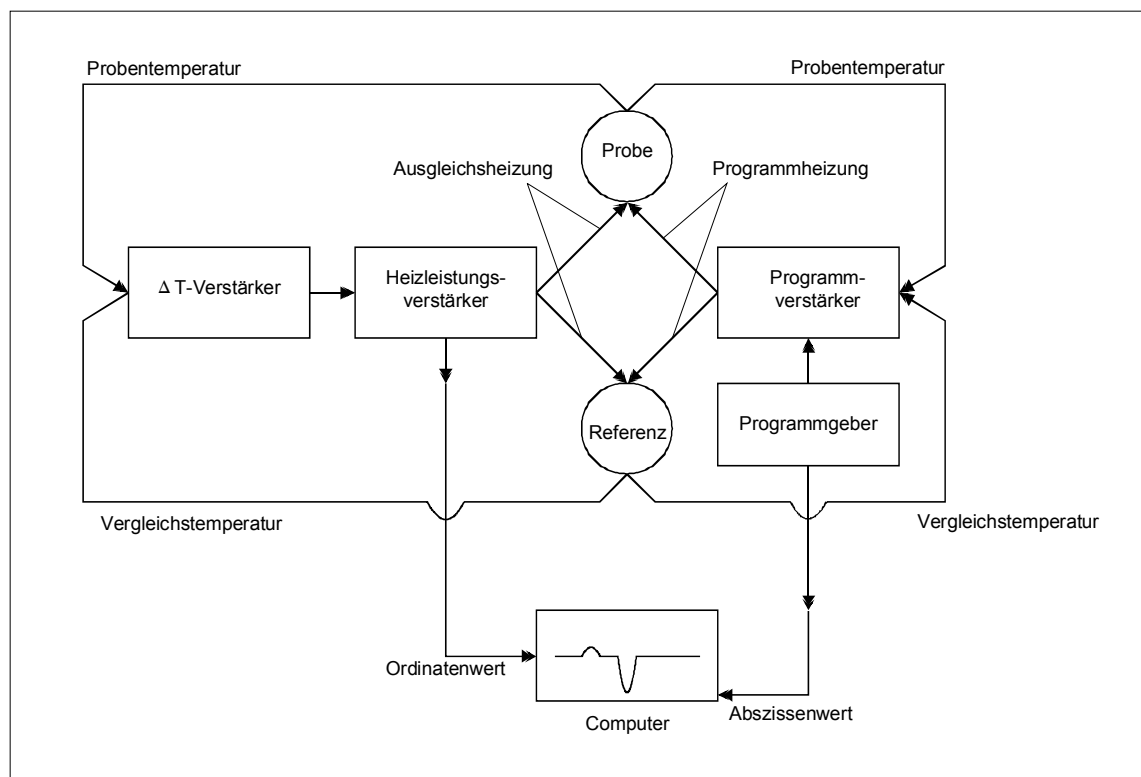 Probentemperatur
Probentemperatur
Probe
Ausgleichsheizung
Programmheizung
Δ T-Verstärker
Heizleistungs-
verstärker
Programm-
verstärker
Referenz
Programmgeber
Vergleichstemperatur
Vergleichstemperatur
Ordinatenwert
Abszissenwert
Computer